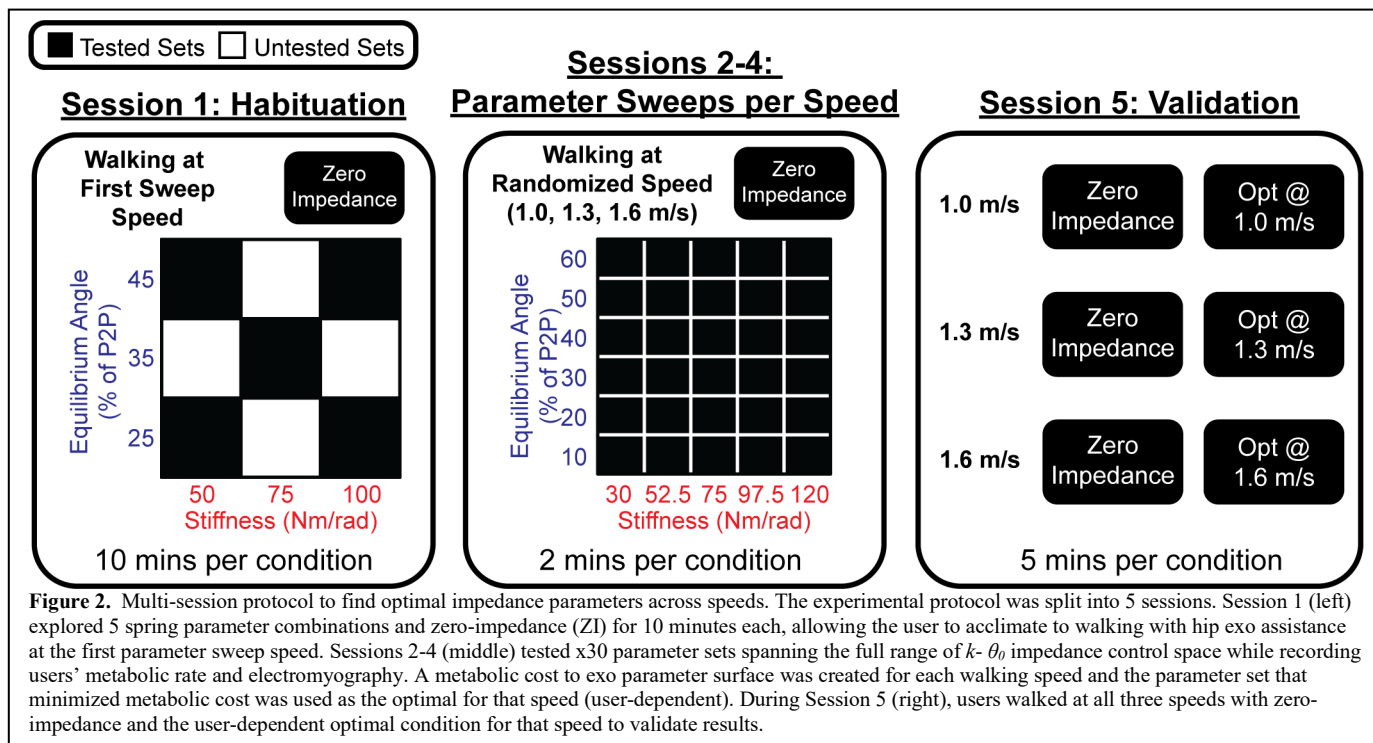 Tested Sets Untested Sets
Session 1: Habituation
Walking at
First Sweep
Speed
Zero
Impedance
Equilibrium Angle
(% of P2P)
45
35
25
50 75 100
Stiffness (Nm/rad)
10 mins per condition
Sessions 2-4:
Parameter Sweeps per Speed
Walking at
Randomized Speed
(1.0, 1.3, 1.6 m/s)
Zero
Impedance
Equilibrium Angle
(% of P2P)
60
50
40
30
20
10
30 52.5 75 97.5 120
Stiffness (Nm/rad)
2 mins per condition
Session 5: Validation
1.0 m/s
Zero
Impedance
Opt @
1.0 m/s
1.3 m/s
Zero
Impedance
Opt @
1.3 m/s
1.6 m/s
Zero
Impedance
Opt @
1.6 m/s
5 mins per condition
Figure 2. Multi-session protocol to find optimal impedance parameters across speeds. The experimental protocol was split into 5 sessions. Session 1 (left)
explored 5 spring parameter combinations and zero-impedance (ZI) for 10 minutes each, allowing the user to acclimate to walking with hip exo assistance
at the first parameter sweep speed. Sessions 2-4 (middle) tested x30 parameter sets spanning the full range of k- θ0 impedance control space while recording
users’ metabolic rate and electromyography. A metabolic cost to exo parameter surface was created for each walking speed and the parameter set that
minimized metabolic cost was used as the optimal for that speed (user-dependent). During Session 5 (right), users walked at all three speeds with zero-
impedance and the user-dependent optimal condition for that speed to validate results.